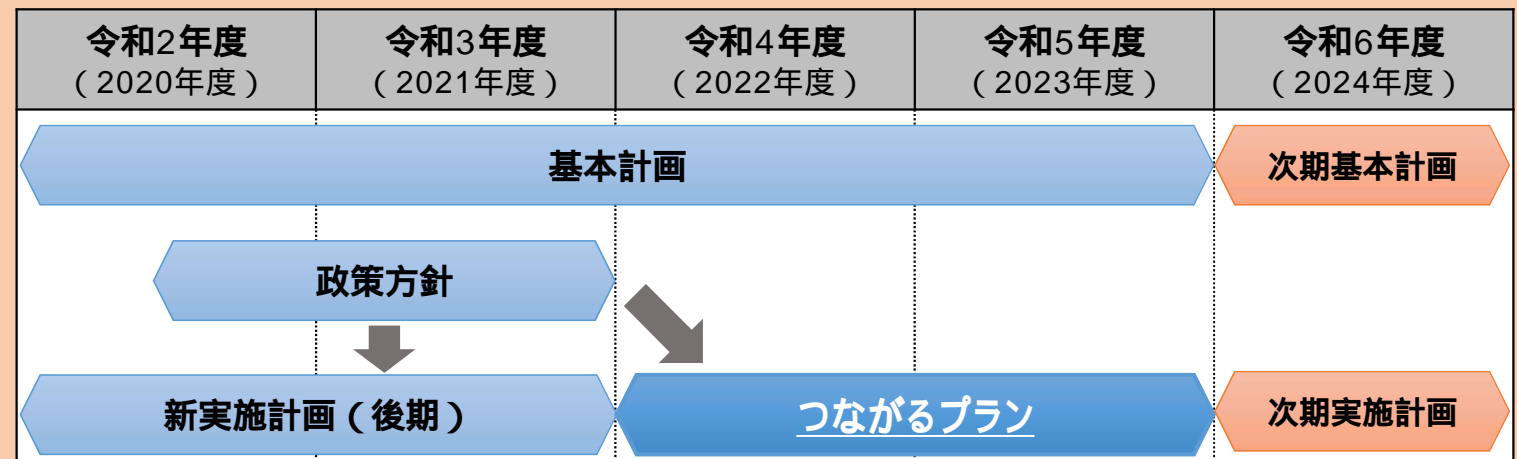 令和2年度
(2020年度)
令和3年度
(2021年度)
令和4年度
(2022年度)
令和5年度
(2023年度)
令和6年度
(2024年度)
基本計画
次期基本計画
政策方針
新実施計画(後期)
つながるプラン
次期実施計画